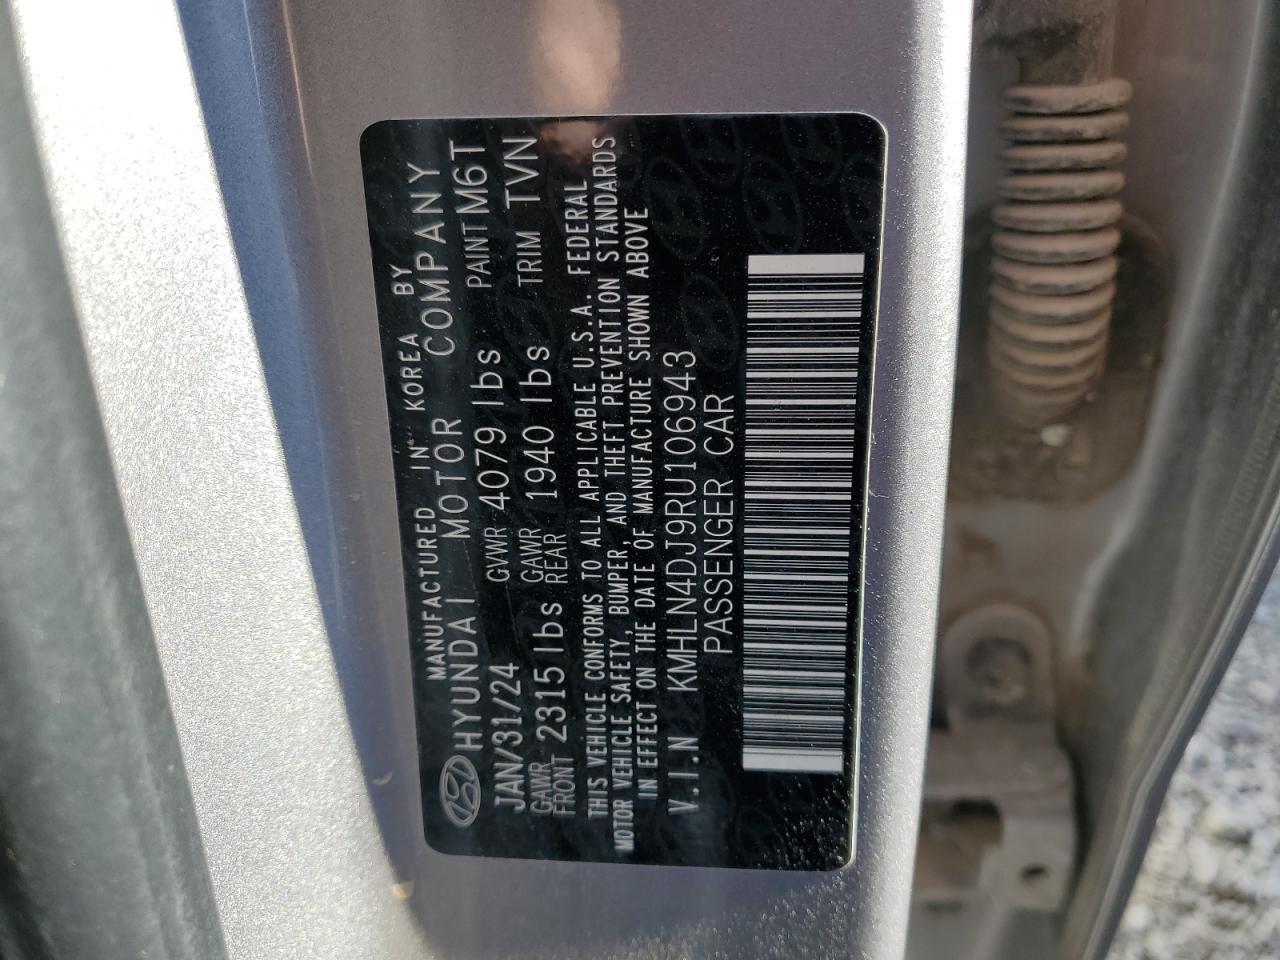 MANUFACTURED IN KOREA BY
HYUNDAI MOTOR COMPANY
JAN/31/24 GVWR 4079 lbs PAINT M6T
GAWR FRONT 2315 lbs GAWR REAR 1940 lbs TRIM TVN
THIS VEHICLE CONFORMS TO ALL APPLICABLE U.S.A. FEDERAL
MOTOR VEHICLE SAFETY, BUMPER, AND THEFT PREVENTION STANDARDS
IN EFFECT ON THE DATE OF MANUFACTURE SHOWN ABOVE
V.I.N KMHLN4DJ9RU106943
PASSENGER CAR